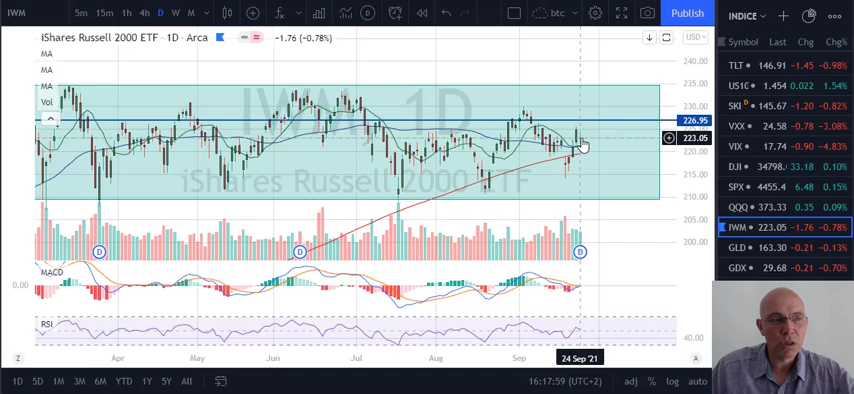 IWM
5m 15m 1h 4h D W M
btc
Publish
iShares Russell 2000 ETF · 1D · Arca
−1.76 (−0.78%)
USD
MA
MA
MA
Vol
IWM, 1D
iShares Russell 2000 ETF
240.00
235.00
230.00
226.95
223.05
220.00
215.00
210.00
205.00
200.00
D D D
MACD
0.00
RSI
40.00
Z Apr May Jun Jul Aug Sep 24 Sep '21 A
1D 5D 1M 3M 6M YTD 1Y 5Y All
16:17:59 (UTC+2) adj % log auto
INDICE
Symbol Last Chg Chg%
TLT 146.91 −1.45 −0.98%
US10 1.454 0.022 1.54%
SKI D 145.67 −1.20 −0.82%
VXX 24.58 −0.78 −3.08%
VIX 17.74 −0.90 −4.83%
DJI 34798. 33.18 0.10%
SPX 4455.4 6.48 0.15%
QQQ 373.33 0.35 0.09%
IWM 223.05 −1.76 −0.78%
GLD 163.30 −0.21 −0.13%
GDX 29.68 −0.21 −0.70%